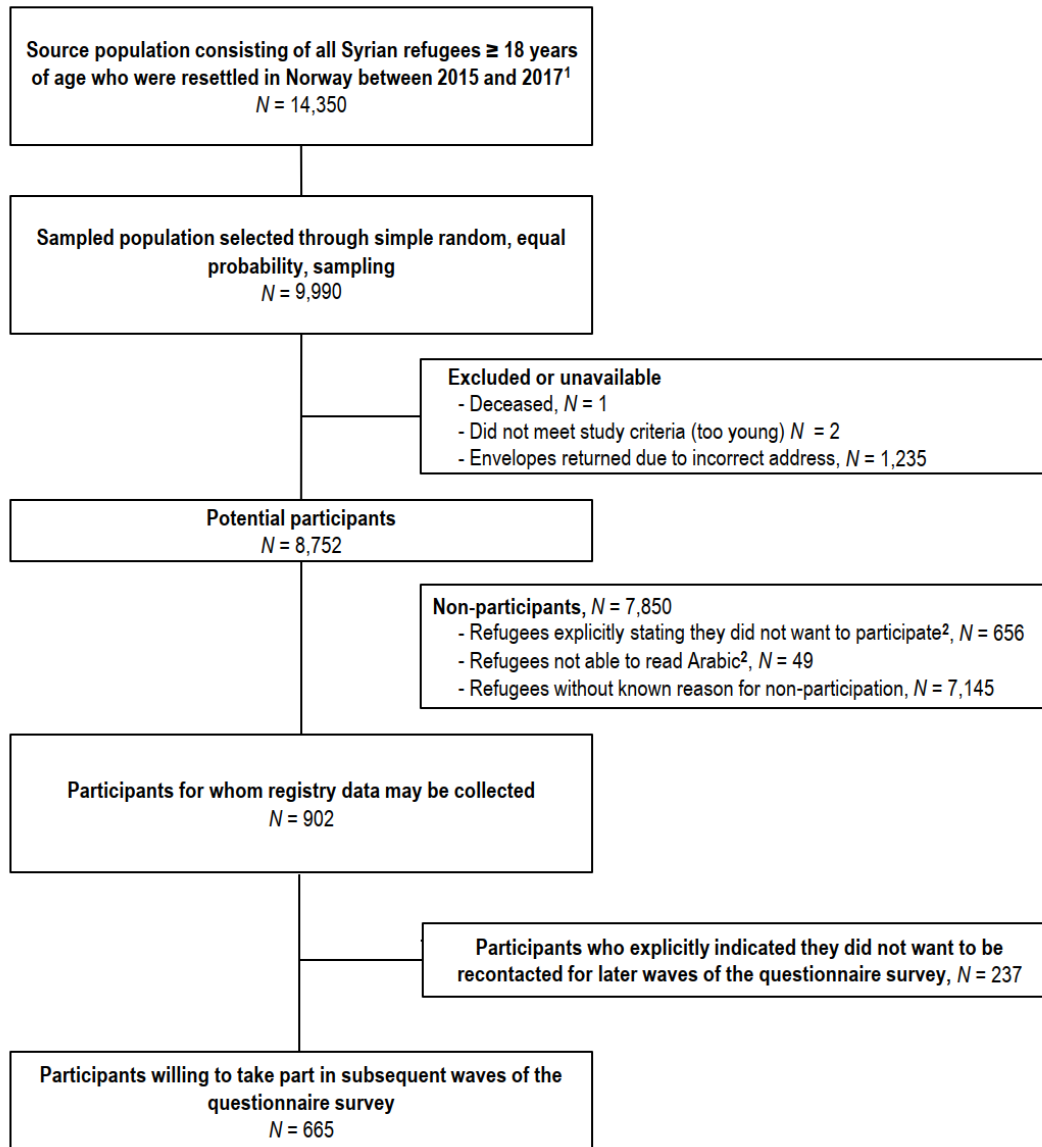 Source population consisting of all Syrian refugees ≥ 18 years
of age who were resettled in Norway between 2015 and 2017¹
N = 14,350
Sampled population selected through simple random, equal
probability, sampling
N = 9,990
Excluded or unavailable
- Deceased, N = 1
- Did not meet study criteria (too young) N = 2
- Envelopes returned due to incorrect address, N = 1,235
Potential participants
N = 8,752
Non-participants, N = 7,850
- Refugees explicitly stating they did not want to participate², N = 656
- Refugees not able to read Arabic², N = 49
- Refugees without known reason for non-participation, N = 7,145
Participants for whom registry data may be collected
N = 902
Participants who explicitly indicated they did not want to be
recontacted for later waves of the questionnaire survey, N = 237
Participants willing to take part in subsequent waves of the
questionnaire survey
N = 665